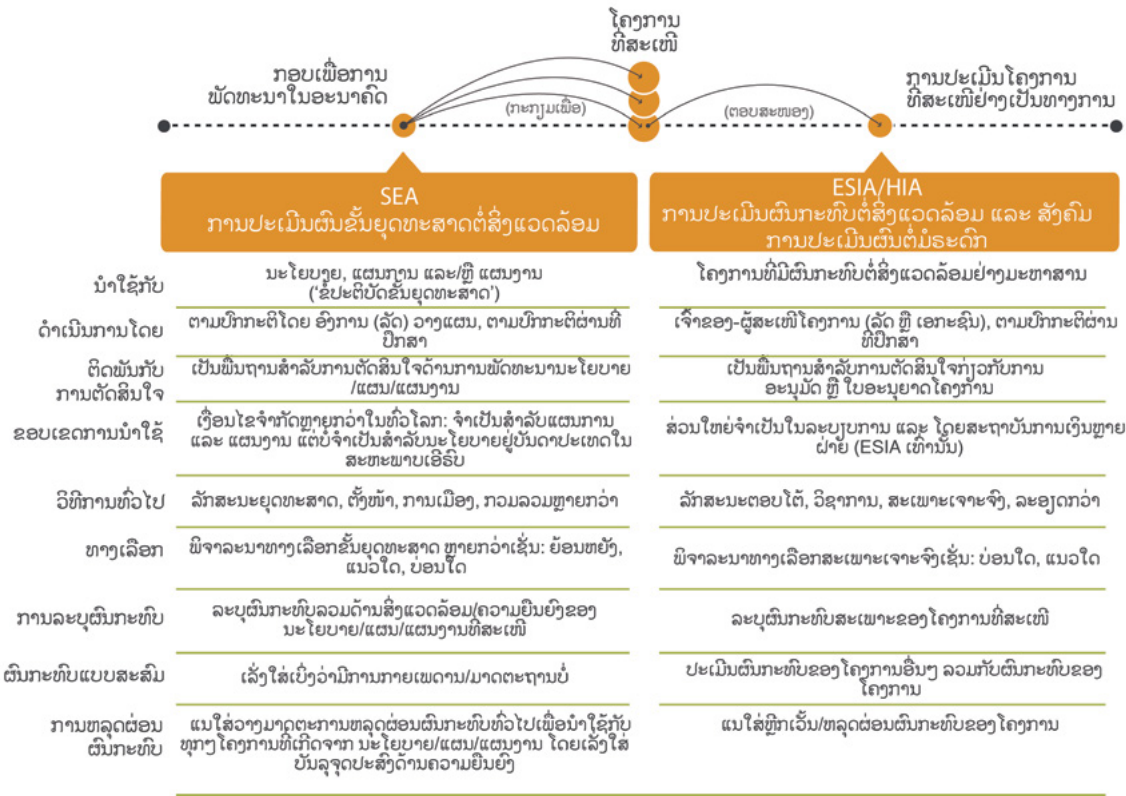 ໂຄງການ
ທີ່ສະເໜີ
ກອບເພື່ອການ
ພັດທະນາໃນອະນາຄົດ
(ກະກຽມເພື່ອ)
(ຕອບສະໜອງ)
ການປະເມີນໂຄງການ
ທີ່ສະເໜີຢ່າງເປັນທາງການ
SEA
ການປະເມີນຜົນຂັ້ນຍຸດທະສາດຕໍ່ສິ່ງແວດລ້ອມ
ESIA/HIA
ການປະເມີນຜົນກະທົບຕໍ່ສິ່ງແວດລ້ອມ ແລະ ສັງຄົມ
ການປະເມີນຜົນຕໍ່ມໍຣະດົກ
ນຳໃຊ້ກັບ
ນະໂຍບາຍ, ແຜນການ ແລະ/ຫຼື ແຜນງານ
(‘ຂໍ້ປະຕິບັດຂັ້ນຍຸດທະສາດ’)
ໂຄງການທີ່ມີຜົນກະທົບຕໍ່ສິ່ງແວດລ້ອມຢ່າງມະຫາສານ
ດຳເນີນການໂດຍ
ຕາມປົກກະຕິໂດຍ ອົງການ (ລັດ) ວາງແຜນ, ຕາມປົກກະຕິຜ່ານທີ່
ປຶກສາ
ເຈົ້າຂອງ-ຜູ້ສະເໜີໂຄງການ (ລັດ ຫຼື ເອກະຊົນ), ຕາມປົກກະຕິຜ່ານ
ທີ່ປຶກສາ
ຕິດພັນກັບ
ການຕັດສິນໃຈ
ເປັນພື້ນຖານສຳລັບການຕັດສິນໃຈດ້ານການພັດທະນານະໂຍບາຍ
/ແຜນ/ແຜນງານ
ເປັນພື້ນຖານສຳລັບການຕັດສິນໃຈກ່ຽວກັບການ
ອະນຸມັດ ຫຼື ໃບອະນຸຍາດໂຄງການ
ຂອບເຂດການນຳໃຊ້
ເງື່ອນໄຂຈຳກັດຫຼາຍກວ່າໃນທົ່ວໂລກ: ຈຳເປັນສຳລັບແຜນການ
ແລະ ແຜນງານ ແຕ່ບໍ່ຈຳເປັນສຳລັບນະໂຍບາຍຢູ່ບັນດາປະເທດໃນ
ສະຫະພາບເອີຣົບ
ສ່ວນໃຫຍ່ຈຳເປັນໃນລະບຽບການ ແລະ ໂດຍສະຖາບັນການເງິນຫຼາຍ
ຝ່າຍ (ESIA ເທົ່ານັ້ນ)
ວິທີການທົ່ວໄປ
ລັກສະນະຍຸດທະສາດ, ຕັ້ງໜ້າ, ການເມືອງ, ກວມລວມຫຼາຍກວ່າ
ລັກສະນະຕອບໂຕ້, ວິຊາການ, ສະເພາະເຈາະຈົງ, ລະອຽດກວ່າ
ທາງເລືອກ
ພິຈາລະນາທາງເລືອກຂັ້ນຍຸດທະສາດ ຫຼາຍກວ່າເຊັ່ນ: ຍ້ອນຫຍັງ,
ແນວໃດ, ບ່ອນໃດ
ພິຈາລະນາທາງເລືອກສະເພາະເຈາະຈົງເຊັ່ນ: ບ່ອນໃດ, ແນວໃດ
ການລະບຸຜົນກະທົບ
ລະບຸຜົນກະທົບລວມດ້ານສິ່ງແວດລ້ອມ/ຄວາມຍືນຍົງຂອງ
ນະໂຍບາຍ/ແຜນ/ແຜນງານທີ່ສະເໜີ
ລະບຸຜົນກະທົບສະເພາະຂອງໂຄງການທີ່ສະເໜີ
ຜົນກະທົບແບບສະສົມ
ເລັ່ງໃສ່ເບິ່ງວ່າມີການກາຍເພດານ/ມາດຕະຖານບໍ່
ປະເມີນຜົນກະທົບຂອງໂຄງການອື່ນໆ ລວມກັບຜົນກະທົບຂອງ
ໂຄງການ
ການຫລຸດຜ່ອນ
ຜົນກະທົບ
ແນໃສ່ວາງມາດຕະການຫລຸດຜ່ອນຜົນກະທົບທົ່ວໄປເພື່ອນຳໃຊ້ກັບ
ທຸກໆໂຄງການທີ່ເກີດຈາກ ນະໂຍບາຍ/ແຜນ/ແຜນງານ ໂດຍເລັ່ງໃສ່
ບັນລຸຈຸດປະສົງດ້ານຄວາມຍືນຍົງ
ແນໃສ່ຫຼີກເວັ້ນ/ຫລຸດຜ່ອນຜົນກະທົບຂອງໂຄງການ